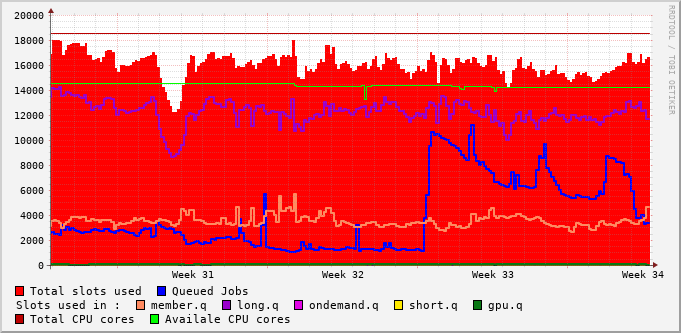 20000
18000
16000
14000
12000
10000
8000
6000
4000
2000
0
Week 31 Week 32 Week 33 Week 34
Total slots used Queued Jobs
Slots used in : member.q long.q ondemand.q short.q gpu.q
Total CPU cores Availale CPU cores
RRDTOOL / TOBI OETIKER